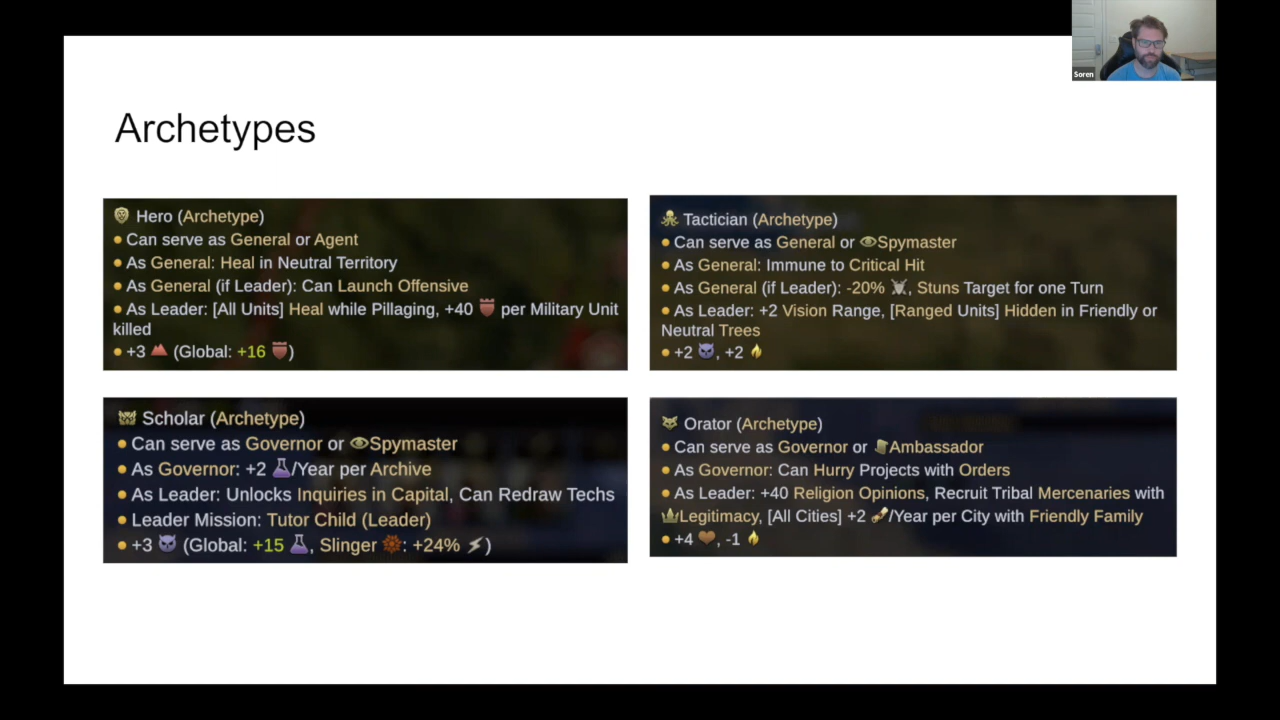 Soren
Archetypes
Hero (Archetype)
Can serve as General or Agent
As General: Heal in Neutral Territory
As General (if Leader): Can Launch Offensive
As Leader: [All Units] Heal while Pillaging, +40 per Military Unit
killed
+3 (Global: +16 )
Tactician (Archetype)
Can serve as General or Spymaster
As General: Immune to Critical Hit
As General (if Leader): -20% , Stuns Target for one Turn
As Leader: +2 Vision Range, [Ranged Units] Hidden in Friendly or
Neutral Trees
+2 , +2
Scholar (Archetype)
Can serve as Governor or Spymaster
As Governor: +2 /Year per Archive
As Leader: Unlocks Inquiries in Capital, Can Redraw Techs
Leader Mission: Tutor Child (Leader)
+3 (Global: +15 , Slinger : +24% )
Orator (Archetype)
Can serve as Governor or Ambassador
As Governor: Can Hurry Projects with Orders
As Leader: +40 Religion Opinions, Recruit Tribal Mercenaries with
Legitimacy, [All Cities] +2 /Year per City with Friendly Family
+4 , -1